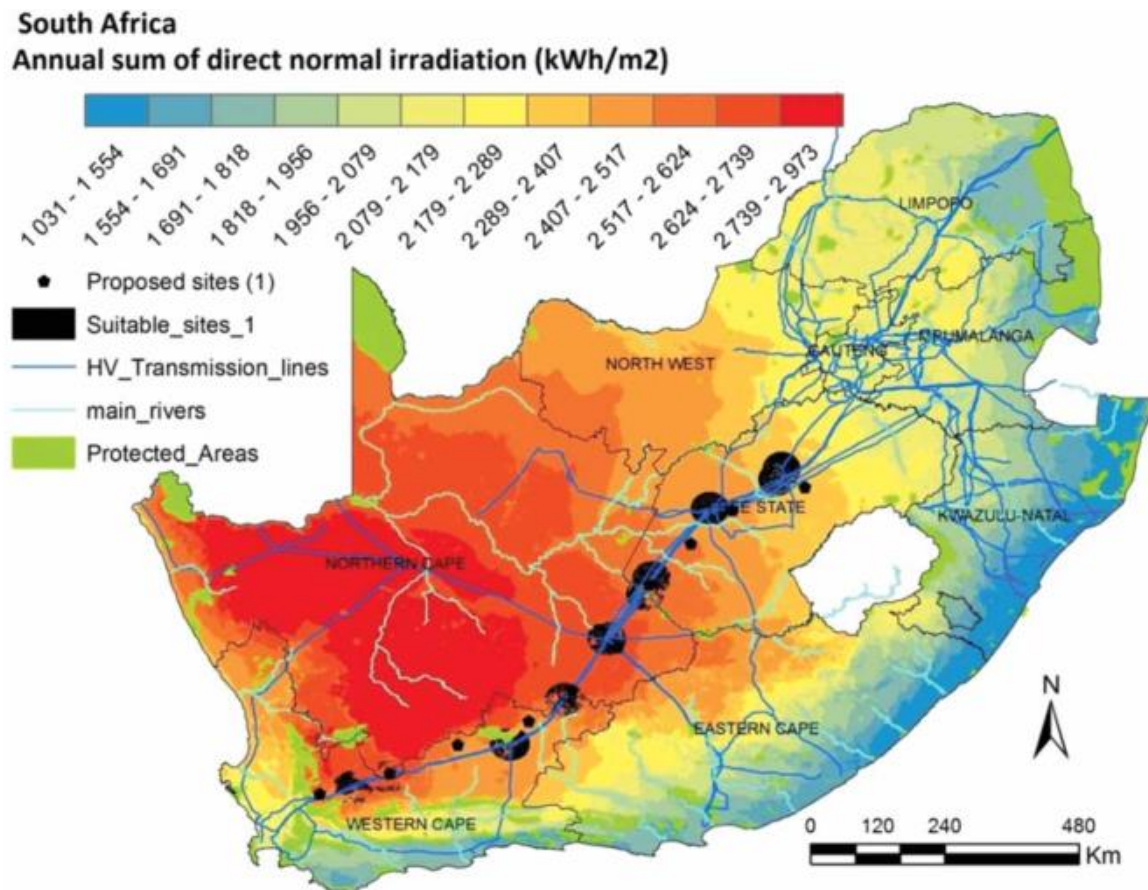 South Africa
Annual sum of direct normal irradiation (kWh/m2)
1 031 - 1 554
1 554 - 1 691
1 691 - 1 818
1 818 - 1 956
1 956 - 2 079
2 079 - 2 179
2 179 - 2 289
2 289 - 2 407
2 407 - 2 517
2 517 - 2 624
2 624 - 2 739
2 739 - 2 973
Proposed sites (1)
Suitable_sites_1
HV_Transmission_lines
main_rivers
Protected_Areas
LIMPOPO
MPUMALANGA
GAUTENG
NORTH WEST
STATE
KWAZULU-NATAL
NORTHERN CAPE
EASTERN CAPE
WESTERN CAPE
N
0 120 240 480
Km